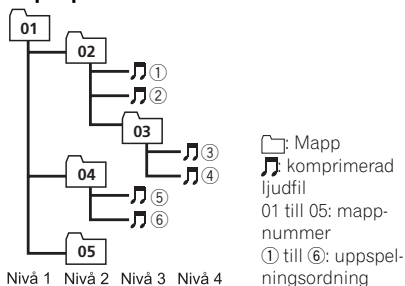 01
02
①
②
03
③
④
04
⑤
⑥
05
Nivå 1 Nivå 2 Nivå 3 Nivå 4
: Mapp
: komprimerad
ljudfil
01 till 05: mapp-
nummer
① till ⑥: uppspel-
ningsordning